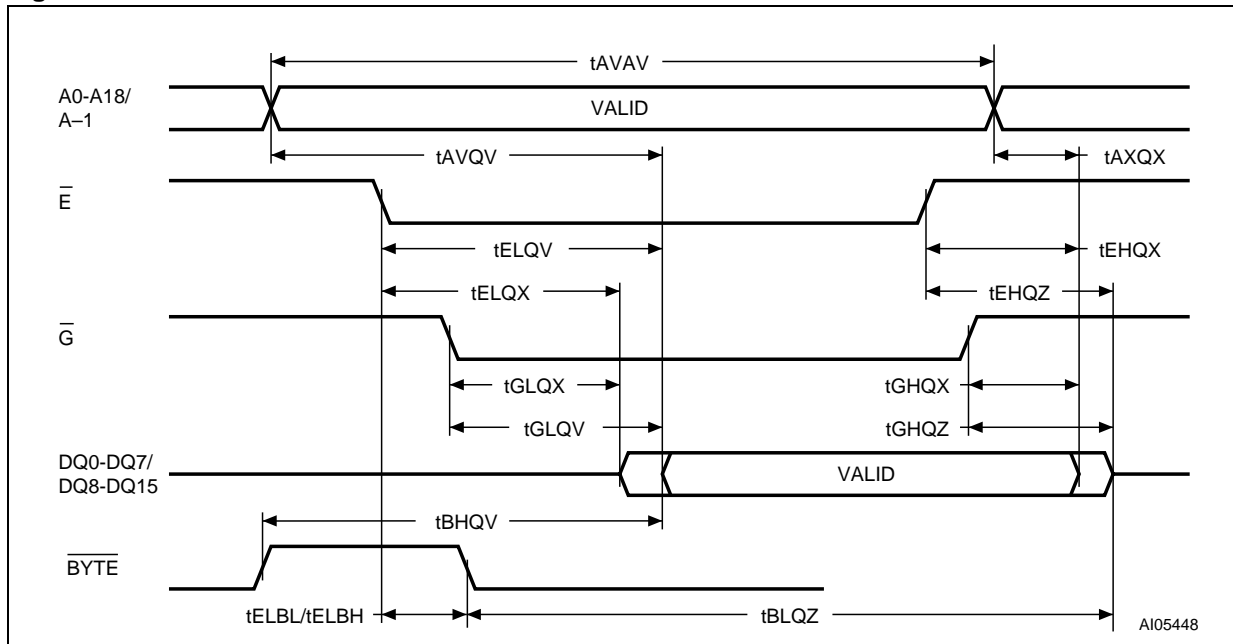 tAVAV
A0-A18/
A–1
VALID
tAVQV
tAXQX
E
tELQV
tEHQX
tELQX
tEHQZ
G
tGLQX
tGHQX
tGLQV
tGHQZ
DQ0-DQ7/
DQ8-DQ15
VALID
tBHQV
BYTE
tELBL/tELBH
tBLQZ
AI05448